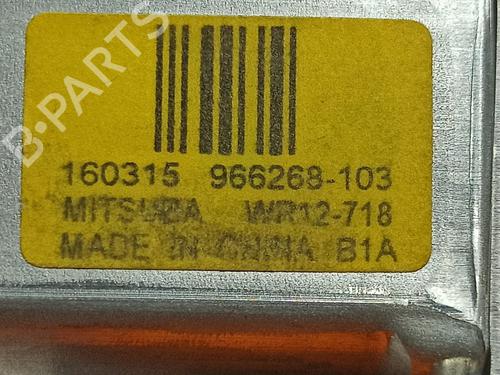 B-PARTS
160315 966268-103
MITSUBA WR12-718
MADE IN CHINA B1A